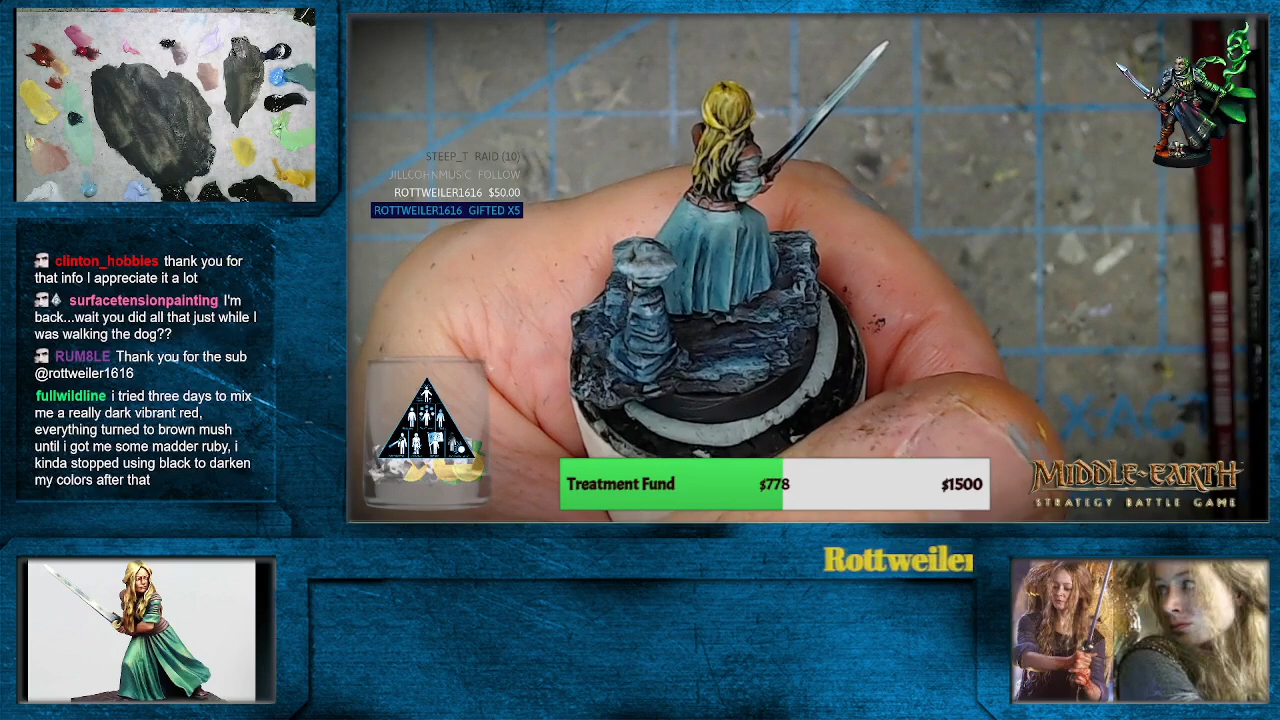 STEEP_T RAID (10)
JILLCOHNMUSIC FOLLOW
ROTTWEILER1616 $50.00
ROTTWEILER1616 GIFTED X5
clinton_hobbies thank you for
that info I appreciate it a lot
surfacetensionpainting I'm
back...wait you did all that just while I
was walking the dog??
RUM8LE Thank you for the sub
@rottweiler1616
fullwildline i tried three days to mix
me a really dark vibrant red,
everything turned to brown mush
until i got me some madder ruby, i
kinda stopped using black to darken
my colors after that
X-ACT
Treatment Fund $778 $1500
MIDDLE-EARTH
STRATEGY BATTLE GAME
Rottweiler